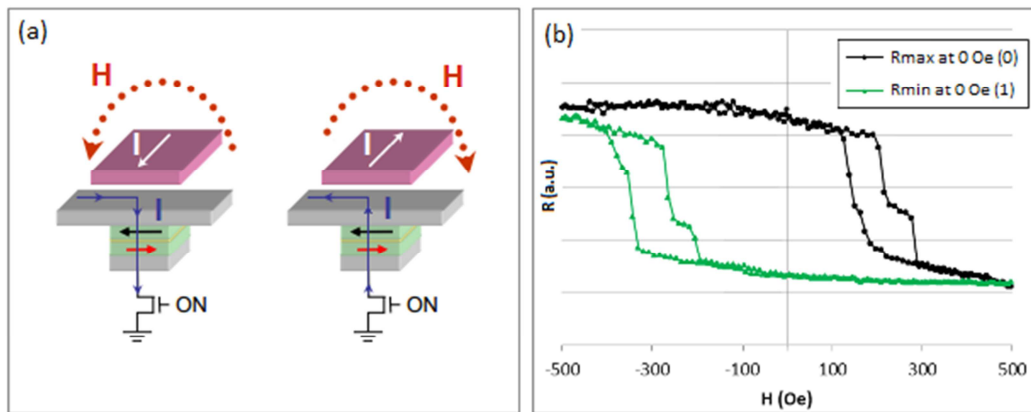 (a)
H
H
I
I
I
I
ON
ON
(b)
Rmax at 0 Oe (0)
Rmin at 0 Oe (1)
R (a.u.)
-500
-300
-100
100
300
500
H (Oe)